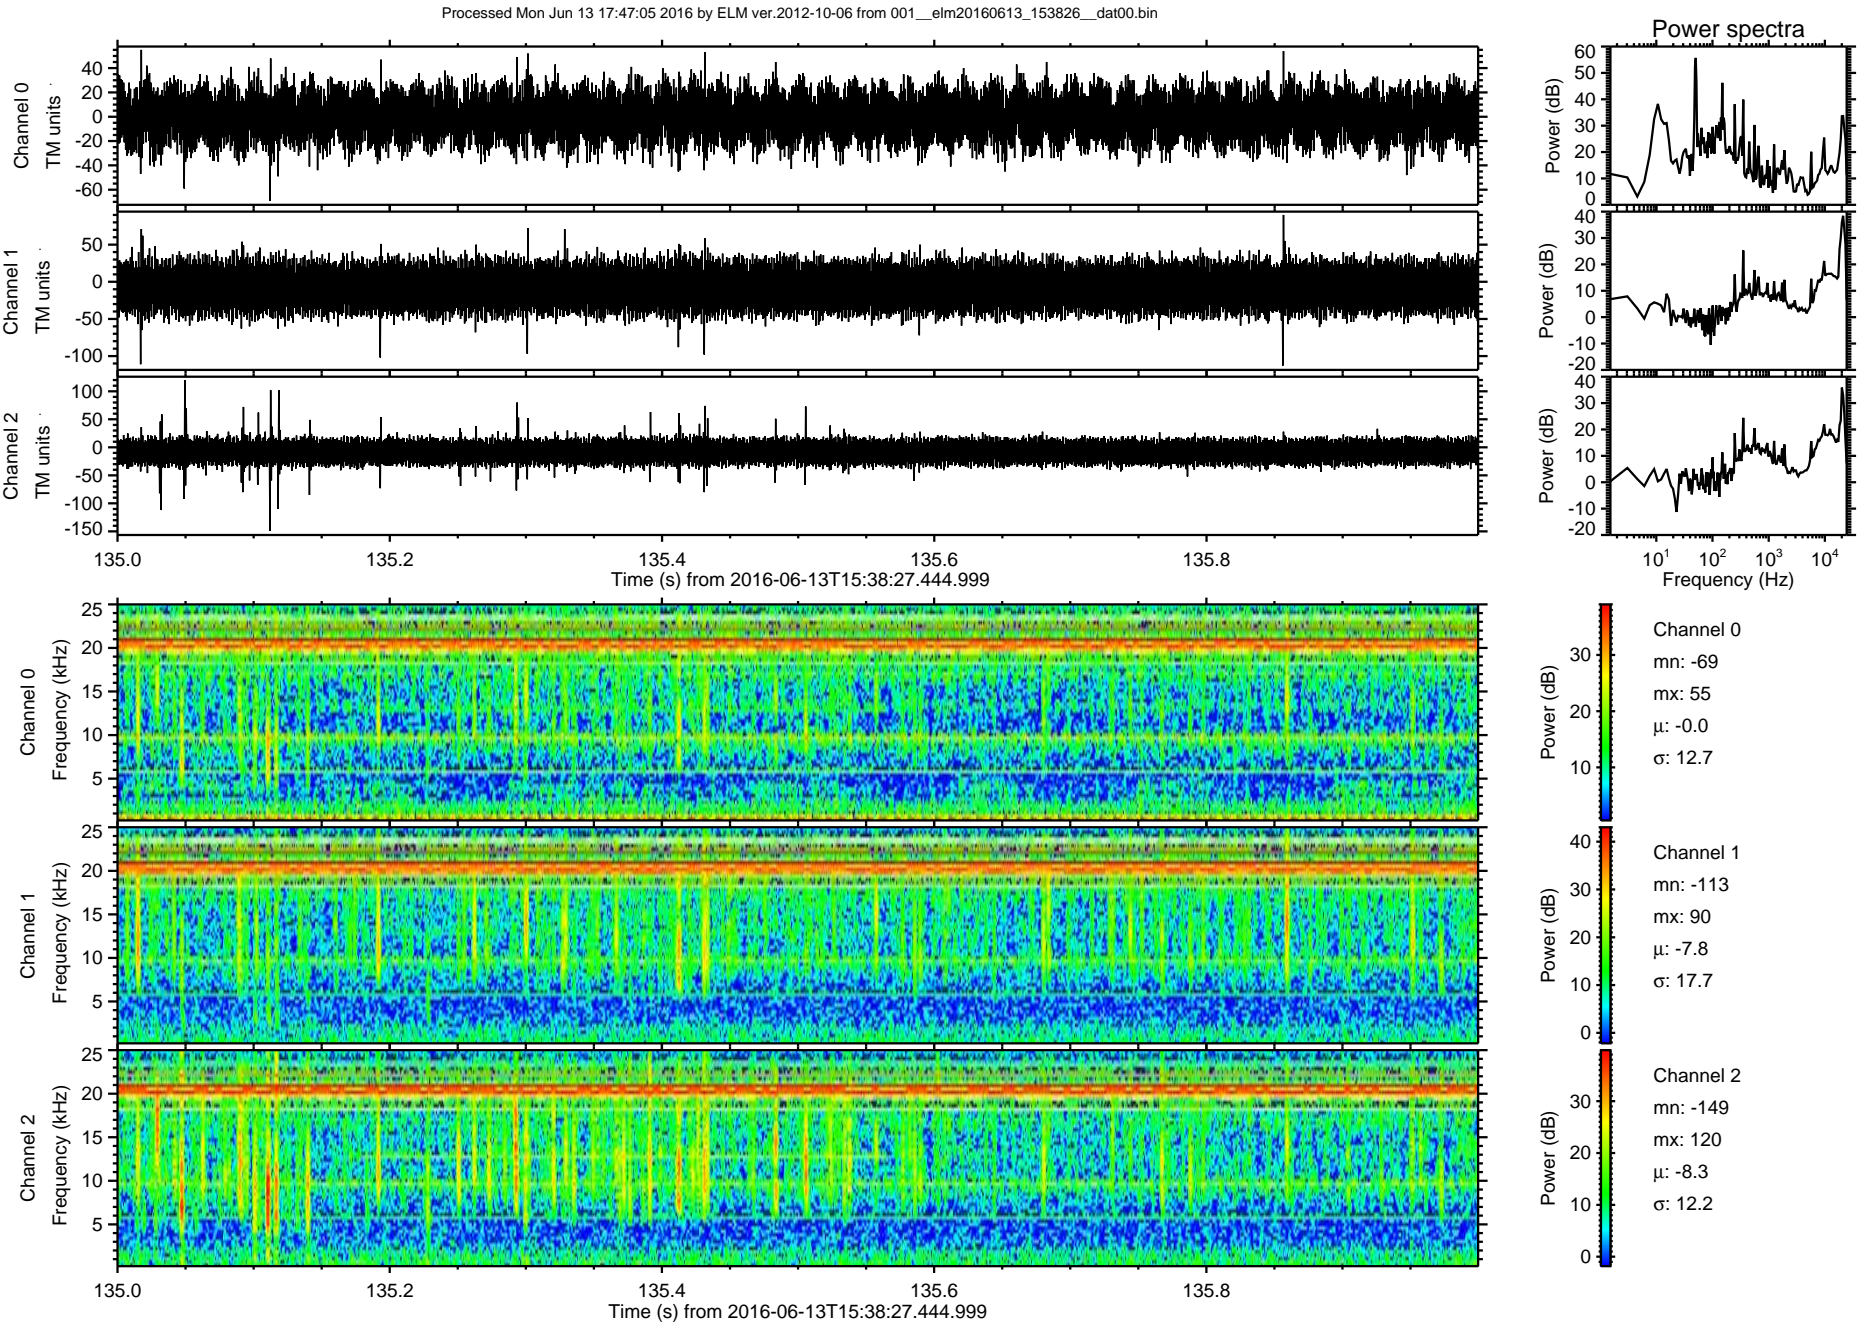 Processed Mon Jun 13 17:47:05 2016 by ELM ver.2012-10-06 from 001__elm20160613_153826__dat00.bin
Power spectra
Channel 0
TM units
40
20
0
-20
-40
-60
Power (dB)
60
50
40
30
20
10
0
Channel 1
TM units
50
0
-50
-100
Power (dB)
40
30
20
10
0
-10
-20
Channel 2
TM units
100
50
0
-50
-100
-150
Power (dB)
40
30
20
10
0
-10
-20
135.0 135.2 135.4 135.6 135.8
Time (s) from 2016-06-13T15:38:27.444.999
10^1 10^2 10^3 10^4
Frequency (Hz)
Channel 0
Frequency (kHz)
25
20
15
10
5
Power (dB)
30
20
10
Channel 0
mn: -69
mx: 55
µ: -0.0
σ: 12.7
Channel 1
Frequency (kHz)
25
20
15
10
5
Power (dB)
40
30
20
10
0
Channel 1
mn: -113
mx: 90
µ: -7.8
σ: 17.7
Channel 2
Frequency (kHz)
25
20
15
10
5
Power (dB)
30
20
10
0
Channel 2
mn: -149
mx: 120
µ: -8.3
σ: 12.2
135.0 135.2 135.4 135.6 135.8
Time (s) from 2016-06-13T15:38:27.444.999